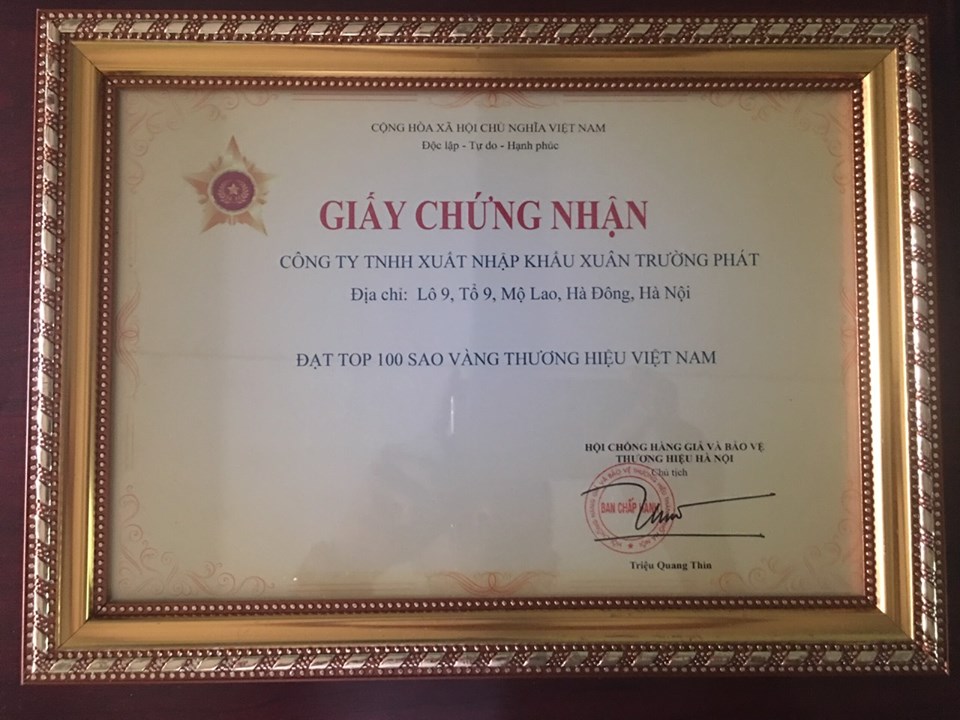 CỘNG HÒA XÃ HỘI CHỦ NGHĨA VIỆT NAM
Độc lập - Tự do - Hạnh phúc
GIẤY CHỨNG NHẬN
CÔNG TY TNHH XUẤT NHẬP KHẨU XUÂN TRƯỜNG PHÁT
Địa chỉ: Lô 9, Tổ 9, Mộ Lao, Hà Đông, Hà Nội
ĐẠT TOP 100 SAO VÀNG THƯƠNG HIỆU VIỆT NAM
HỘI CHỐNG HÀNG GIẢ VÀ BẢO VỆ
THƯƠNG HIỆU HÀ NỘI
Chủ tịch
BAN CHẤP HÀNH
Triệu Quang Thìn